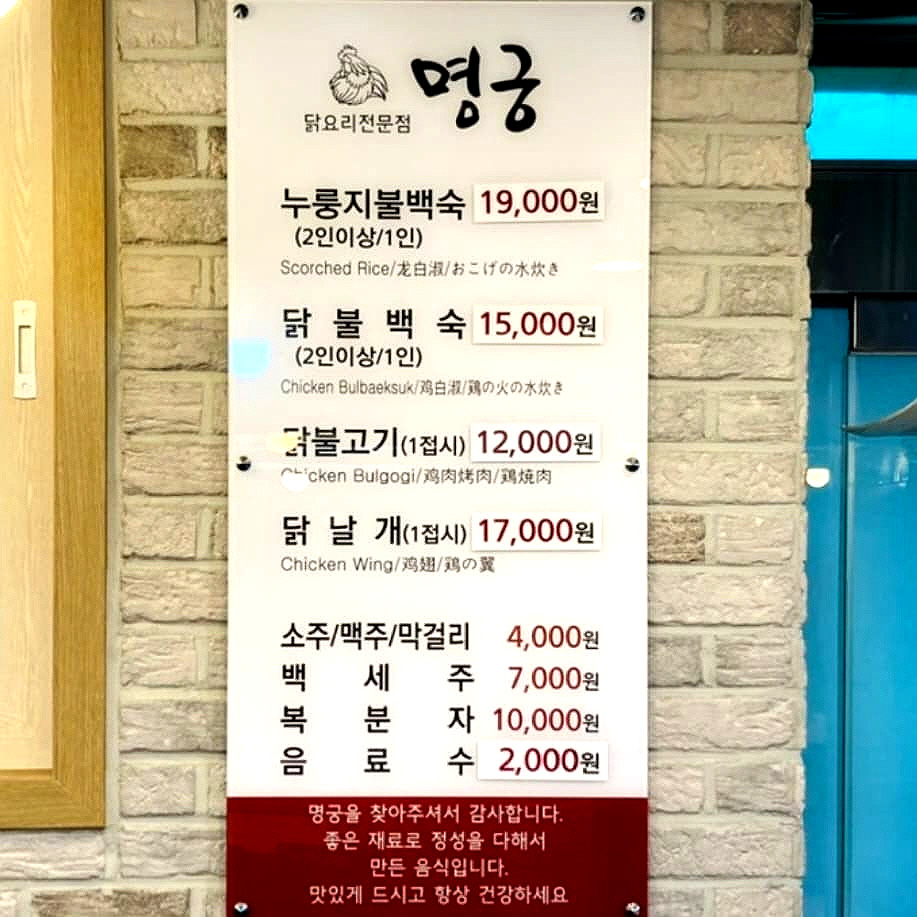 명궁
닭요리전문점
누룽지불백숙 19,000원
(2인이상/1인)
Scorched Rice/龙白淑/おこげの水炊き
닭 불 백 숙 15,000원
(2인이상/1인)
Chicken Bulbaeksuk/鸡白淑/鶏の火の水炊き
닭불고기(1접시) 12,000원
Chicken Bulgogi/鸡肉烤肉/鶏焼肉
닭 날 개(1접시) 17,000원
Chicken Wing/鸡翅/鶏の翼
소주/맥주/막걸리 4,000원
백 세 주 7,000원
복 분 자 10,000원
음 료 수 2,000원
명궁을 찾아주셔서 감사합니다.
좋은 재료로 정성을 다해서
만든 음식입니다.
맛있게 드시고 항상 건강하세요